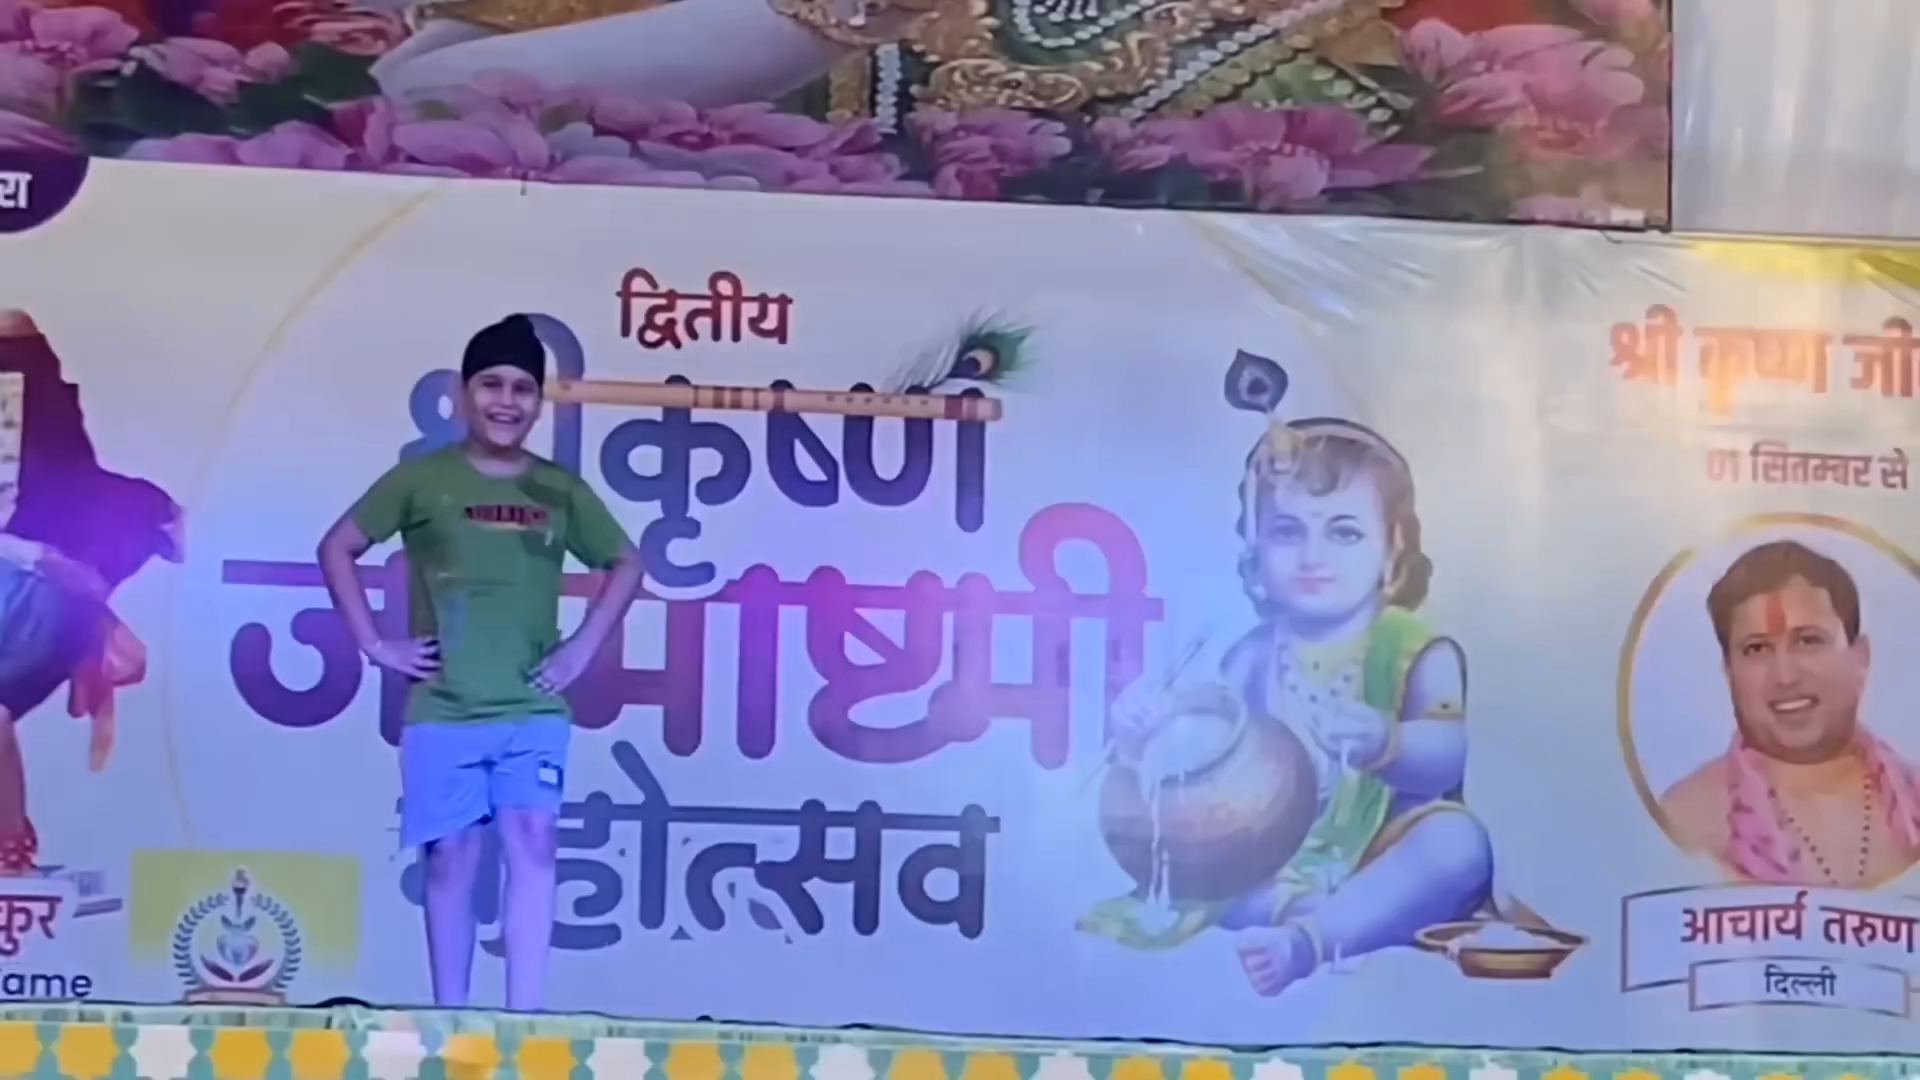 रा
द्वितीय
श्रीकृष्ण
जन्माष्टमी
महोत्सव
श्री कृष्ण
01 सितम्बर से
आचार्य तरुण
दिल्ली
कुर
ame